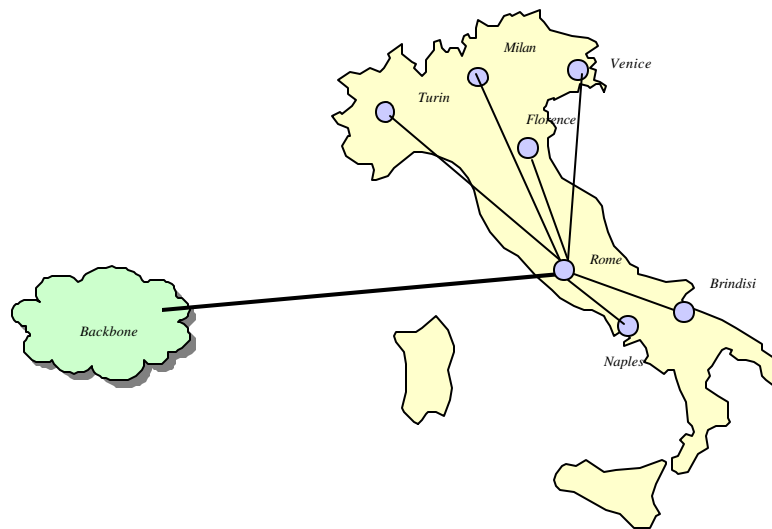 Milan
Venice
Turin
Florence
Rome
Brindisi
Backbone
Naples